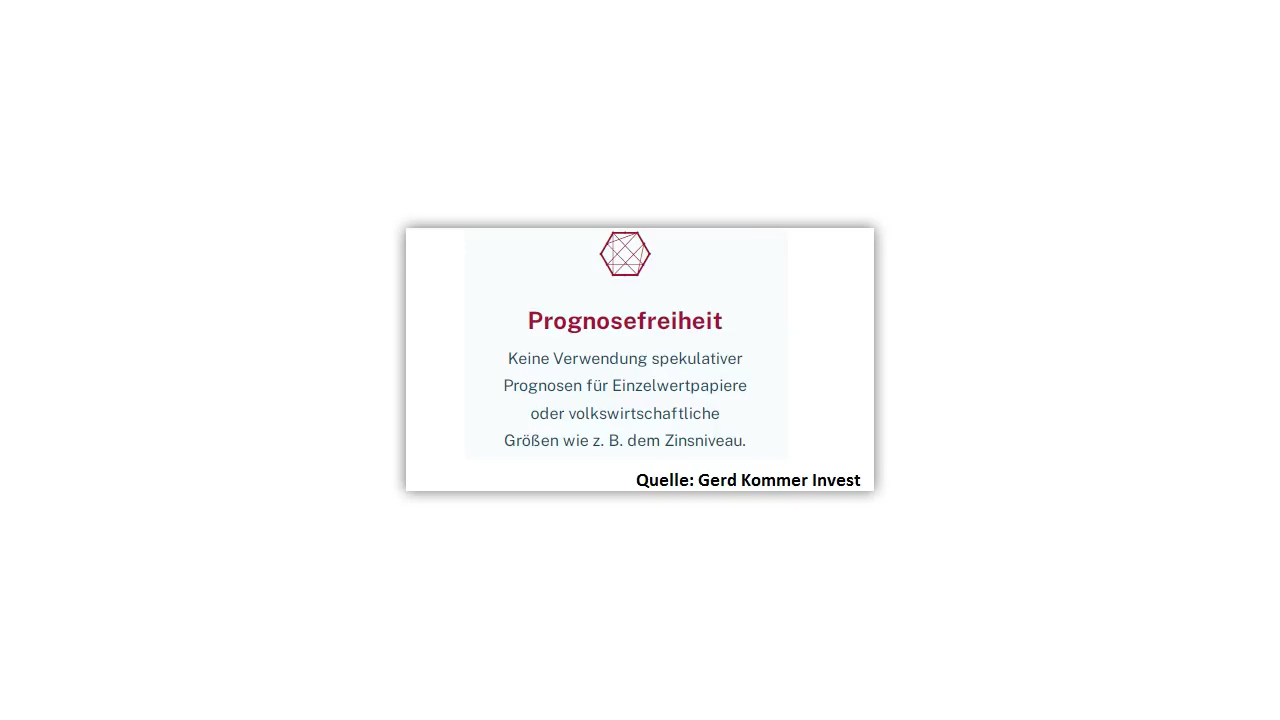 Prognosefreiheit
Keine Verwendung spekulativer
Prognosen für Einzelwertpapiere
oder volkswirtschaftliche
Größen wie z. B. dem Zinsniveau.
Quelle: Gerd Kommer Invest